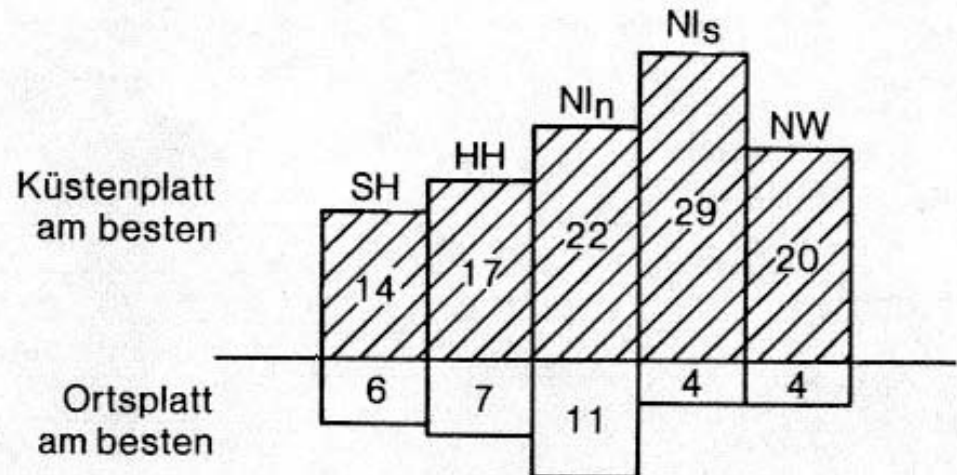 NIs
NIn
NW
HH
SH
Küstenplatt
am besten
14
17
22
29
20
Ortsplatt
am besten
6
7
11
4
4